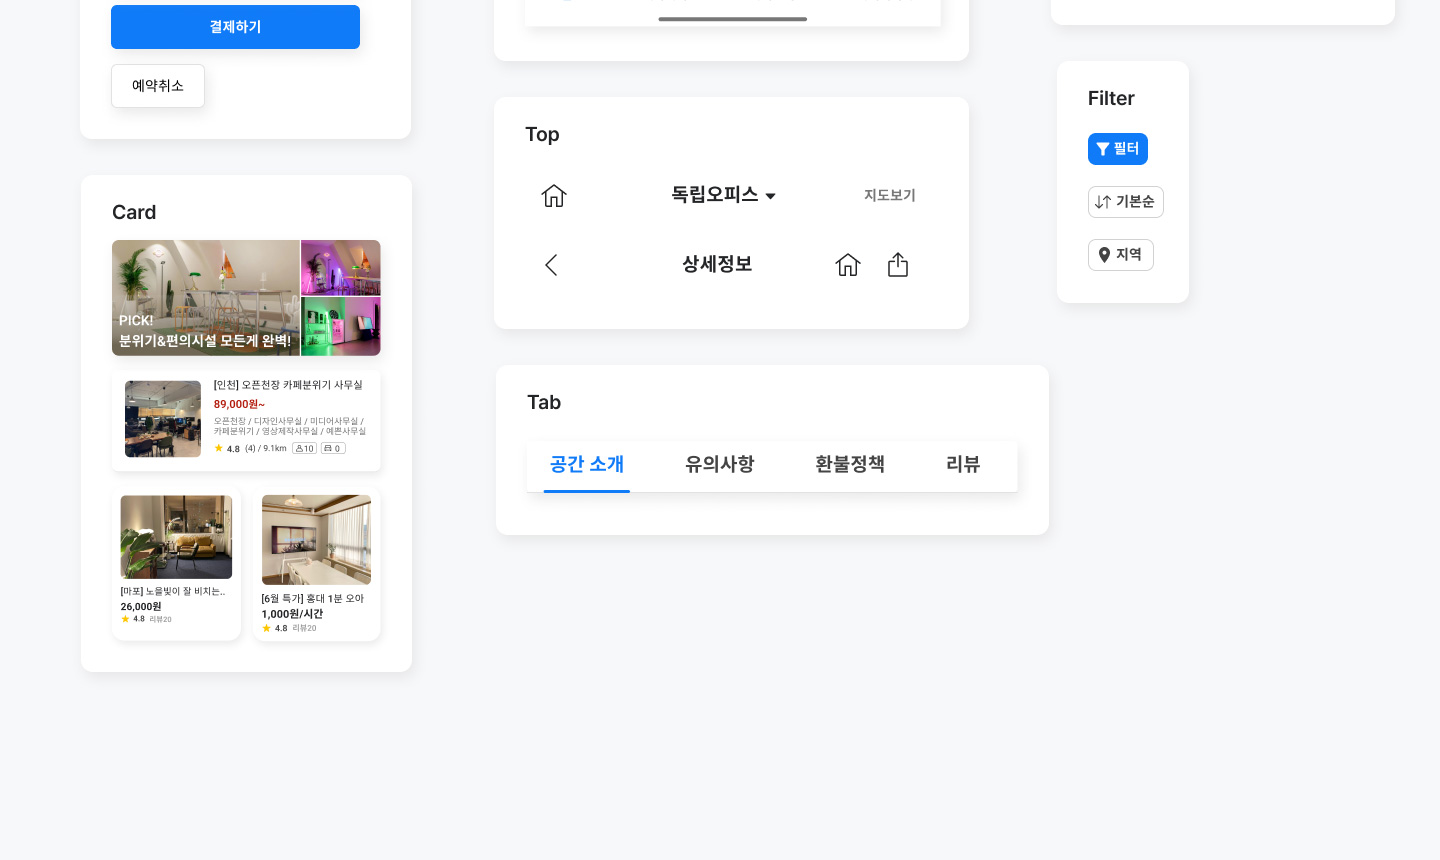 결제하기
예약취소
Card
PICK!
분위기&편의시설 모든게 완벽!
[인천] 오픈천장 카페분위기 사무실
89,000원~
오픈천장 / 디자인사무실 / 미디어사무실 /
카페분위기 / 영상제작사무실 / 예쁜사무실
4.8 (4) / 9.1km 10 0
[마포] 노을빛이 잘 비치는..
26,000원
4.8 리뷰20
[6월 특가] 홍대 1분 오아
1,000원/시간
4.8 리뷰20
Top
독립오피스
지도보기
상세정보
Tab
공간 소개
유의사항
환불정책
리뷰
Filter
필터
기본순
지역